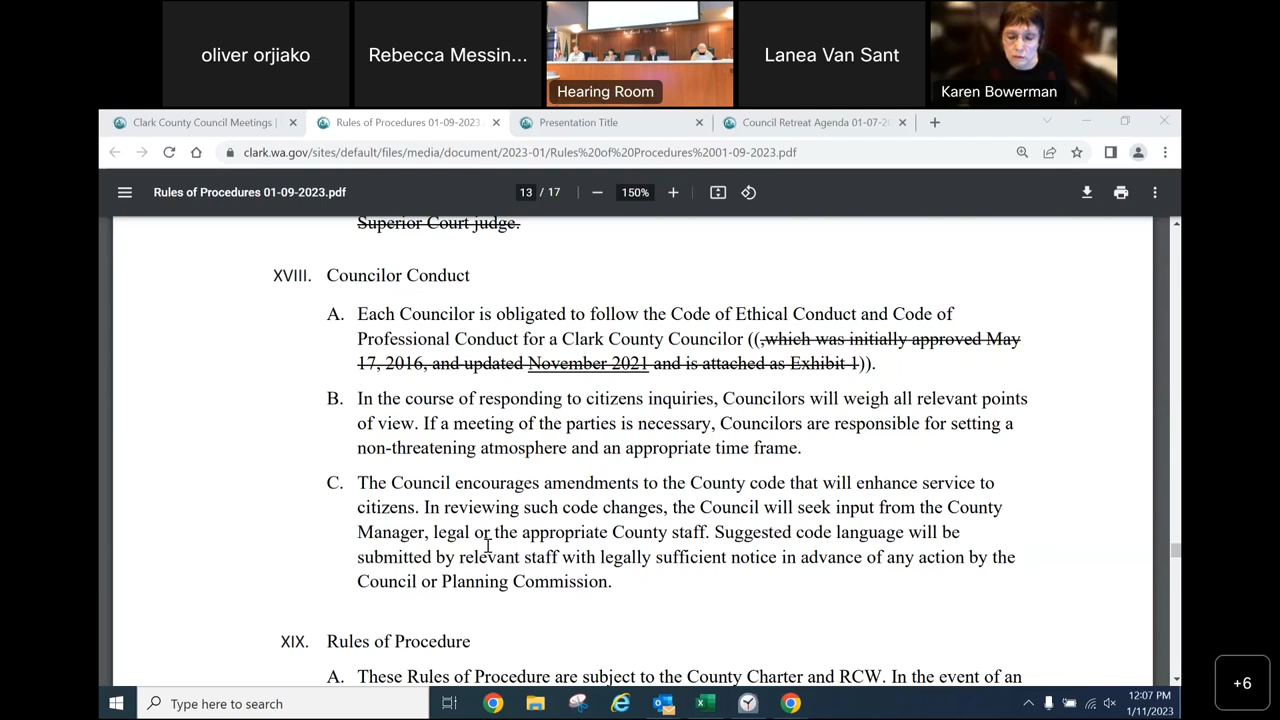 oliver orjiako
Rebecca Messin...
Hearing Room
Lanea Van Sant
Karen Bowerman
Clark County Council Meetings |
Rules of Procedures 01-09-2023.
Presentation Title
Council Retreat Agenda 01-07-20
clark.wa.gov/sites/default/files/media/document/2023-01/Rules%20of%20Procedures%2001-09-2023.pdf
Rules of Procedures 01-09-2023.pdf
13 / 17
150%
Superior Court judge.
XVIII. Councilor Conduct
A. Each Councilor is obligated to follow the Code of Ethical Conduct and Code of
Professional Conduct for a Clark County Councilor ((,which was initially approved May
17, 2016, and updated November 2021 and is attached as Exhibit 1)).
B. In the course of responding to citizens inquiries, Councilors will weigh all relevant points
of view. If a meeting of the parties is necessary, Councilors are responsible for setting a
non-threatening atmosphere and an appropriate time frame.
C. The Council encourages amendments to the County code that will enhance service to
citizens. In reviewing such code changes, the Council will seek input from the County
Manager, legal or the appropriate County staff. Suggested code language will be
submitted by relevant staff with legally sufficient notice in advance of any action by the
Council or Planning Commission.
XIX. Rules of Procedure
A. These Rules of Procedure are subject to the County Charter and RCW. In the event of an
+6
Type here to search
12:07 PM
1/11/2023